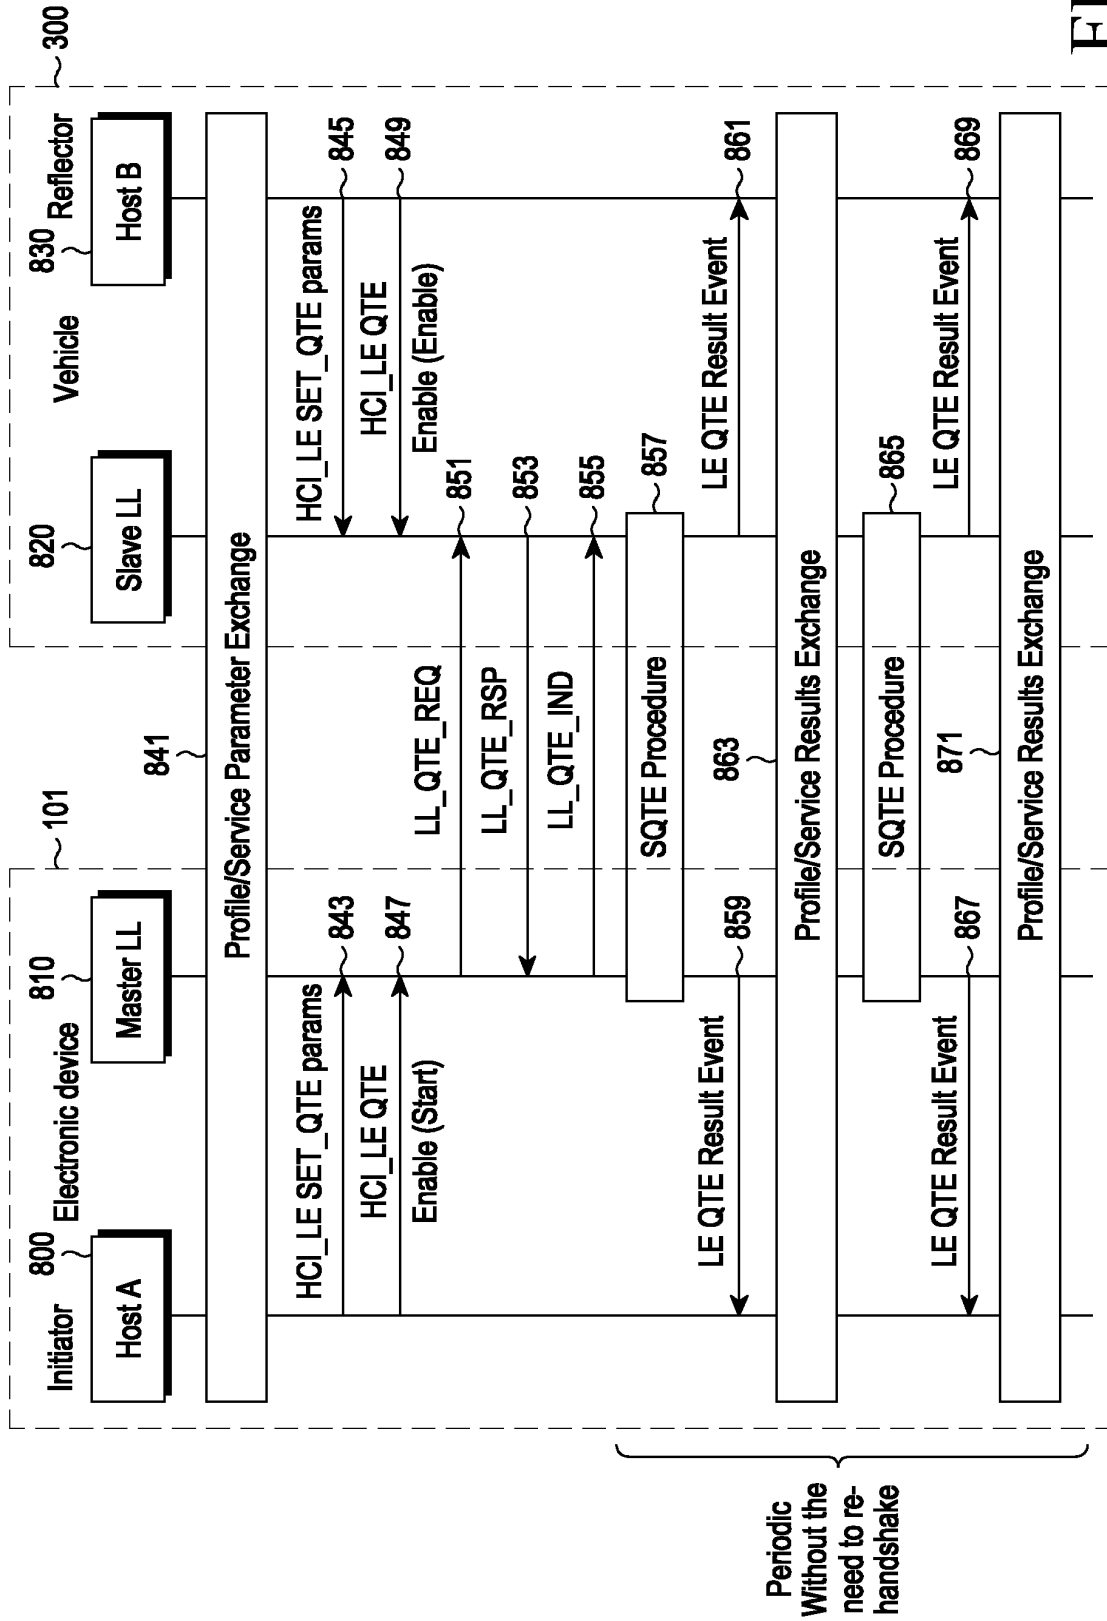 101
300
Initiator
Electronic device
Vehicle
Reflector
800
810
820
830
Host A
Master LL
Slave LL
Host B
841
Profile/Service Parameter Exchange
HCI_LE SET_QTE params
843
HCI_LE SET_QTE params
845
HCI_LE QTE
Enable (Start)
847
HCI_LE QTE
Enable (Enable)
849
LL_QTE_REQ
851
LL_QTE_RSP
853
LL_QTE_IND
855
SQTE Procedure
857
LE QTE Result Event
859
LE QTE Result Event
861
863
Profile/Service Results Exchange
SQTE Procedure
865
LE QTE Result Event
867
LE QTE Result Event
869
871
Profile/Service Results Exchange
Periodic
Without the
need to re-
handshake